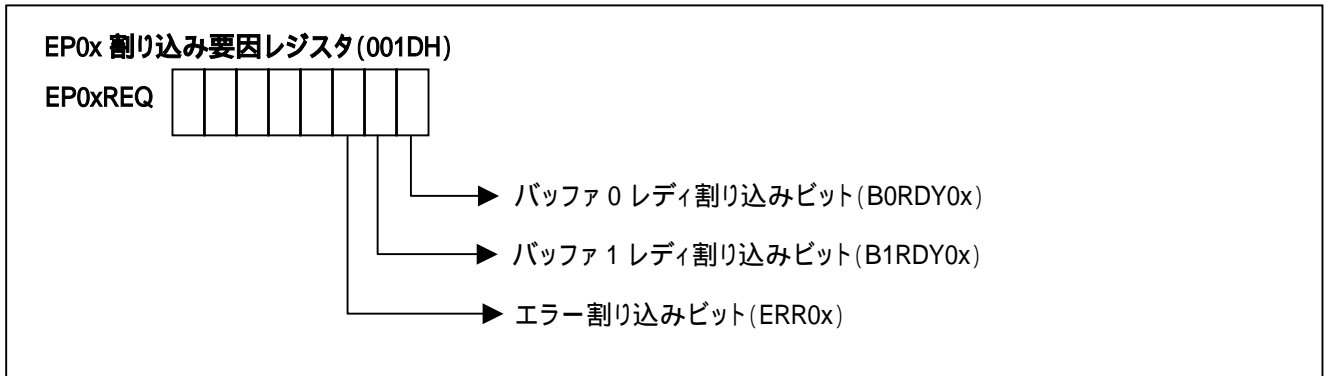 EP0x 割り込み要因レジスタ(001DH)
EP0xREQ
バッファ 0 レディ割り込みビット(B0RDY0x)
バッファ 1 レディ割り込みビット(B1RDY0x)
エラー割り込みビット(ERR0x)